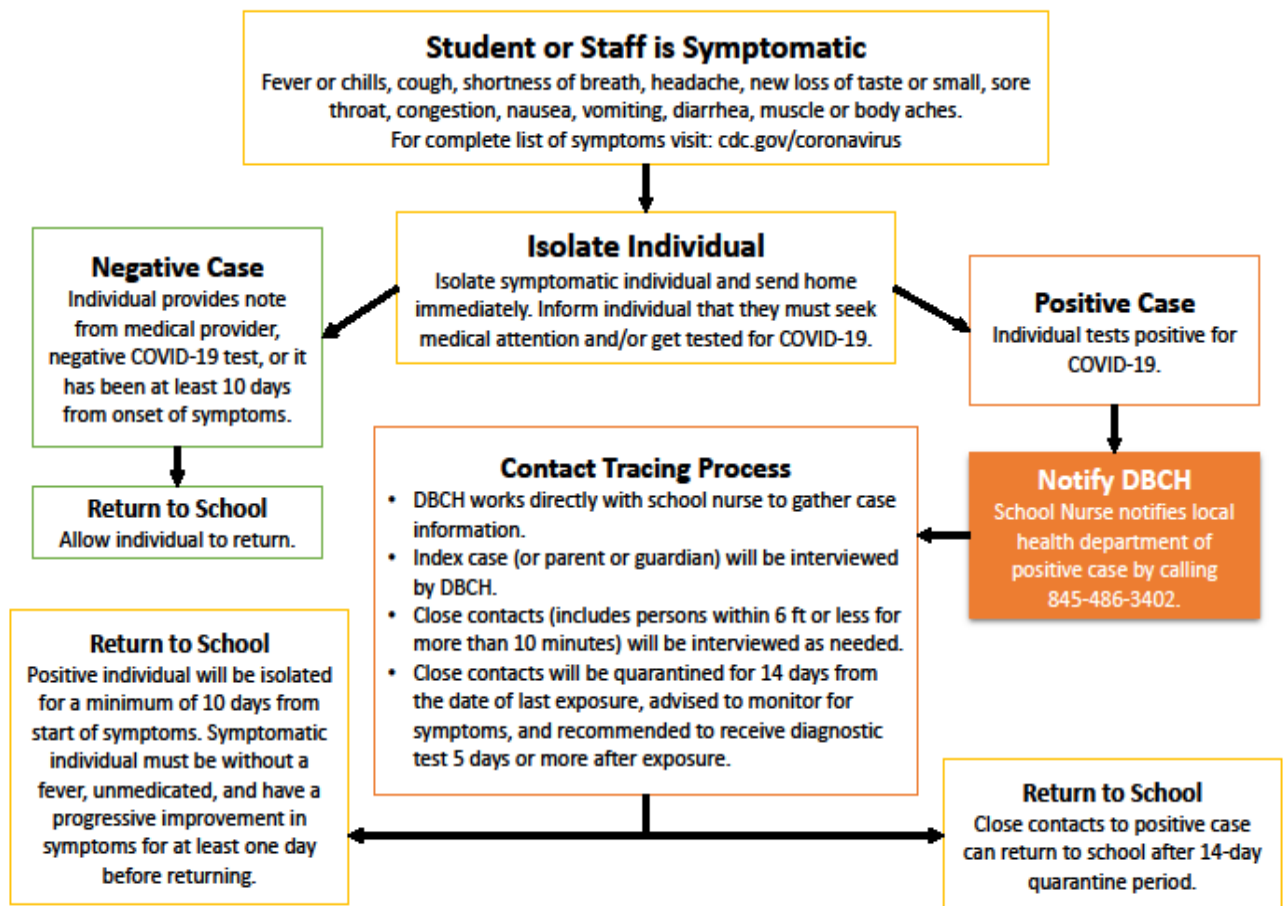 Student or Staff is Symptomatic
Fever or chills, cough, shortness of breath, headache, new loss of taste or small, sore
throat, congestion, nausea, vomiting, diarrhea, muscle or body aches.
For complete list of symptoms visit: cdc.gov/coronavirus
Isolate Individual
Isolate symptomatic individual and send home
immediately. Inform individual that they must seek
medical attention and/or get tested for COVID-19.
Negative Case
Individual provides note
from medical provider,
negative COVID-19 test, or it
has been at least 10 days
from onset of symptoms.
Return to School
Allow individual to return.
Positive Case
Individual tests positive for
COVID-19.
Notify DBCH
School Nurse notifies local
health department of
positive case by calling
845-486-3402.
Contact Tracing Process
• DBCH works directly with school nurse to gather case
information.
• Index case (or parent or guardian) will be interviewed
by DBCH.
• Close contacts (includes persons within 6 ft or less for
more than 10 minutes) will be interviewed as needed.
• Close contacts will be quarantined for 14 days from
the date of last exposure, advised to monitor for
symptoms, and recommended to receive diagnostic
test 5 days or more after exposure.
Return to School
Positive individual will be isolated
for a minimum of 10 days from
start of symptoms. Symptomatic
individual must be without a
fever, unmedicated, and have a
progressive improvement in
symptoms for at least one day
before returning.
Return to School
Close contacts to positive case
can return to school after 14-day
quarantine period.